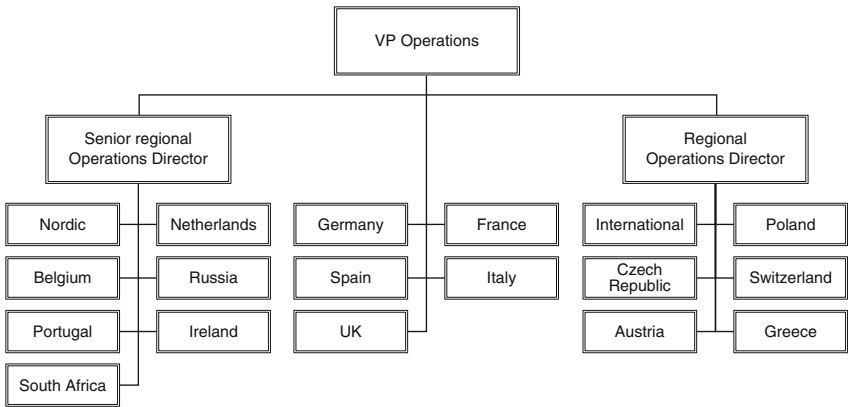 VP Operations
Senior regional
Operations Director
Regional
Operations Director
Nordic
Netherlands
Germany
France
International
Poland
Belgium
Russia
Spain
Italy
Czech
Republic
Switzerland
Portugal
Ireland
UK
Austria
Greece
South Africa